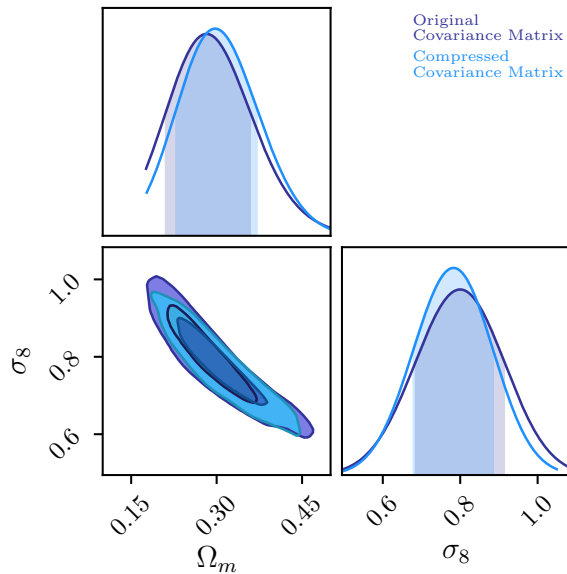 Original
Covariance Matrix
Compressed
Covariance Matrix
σ8
1.0
0.8
0.6
0.15
0.30
0.45
Ωm
0.6
0.8
1.0
σ8